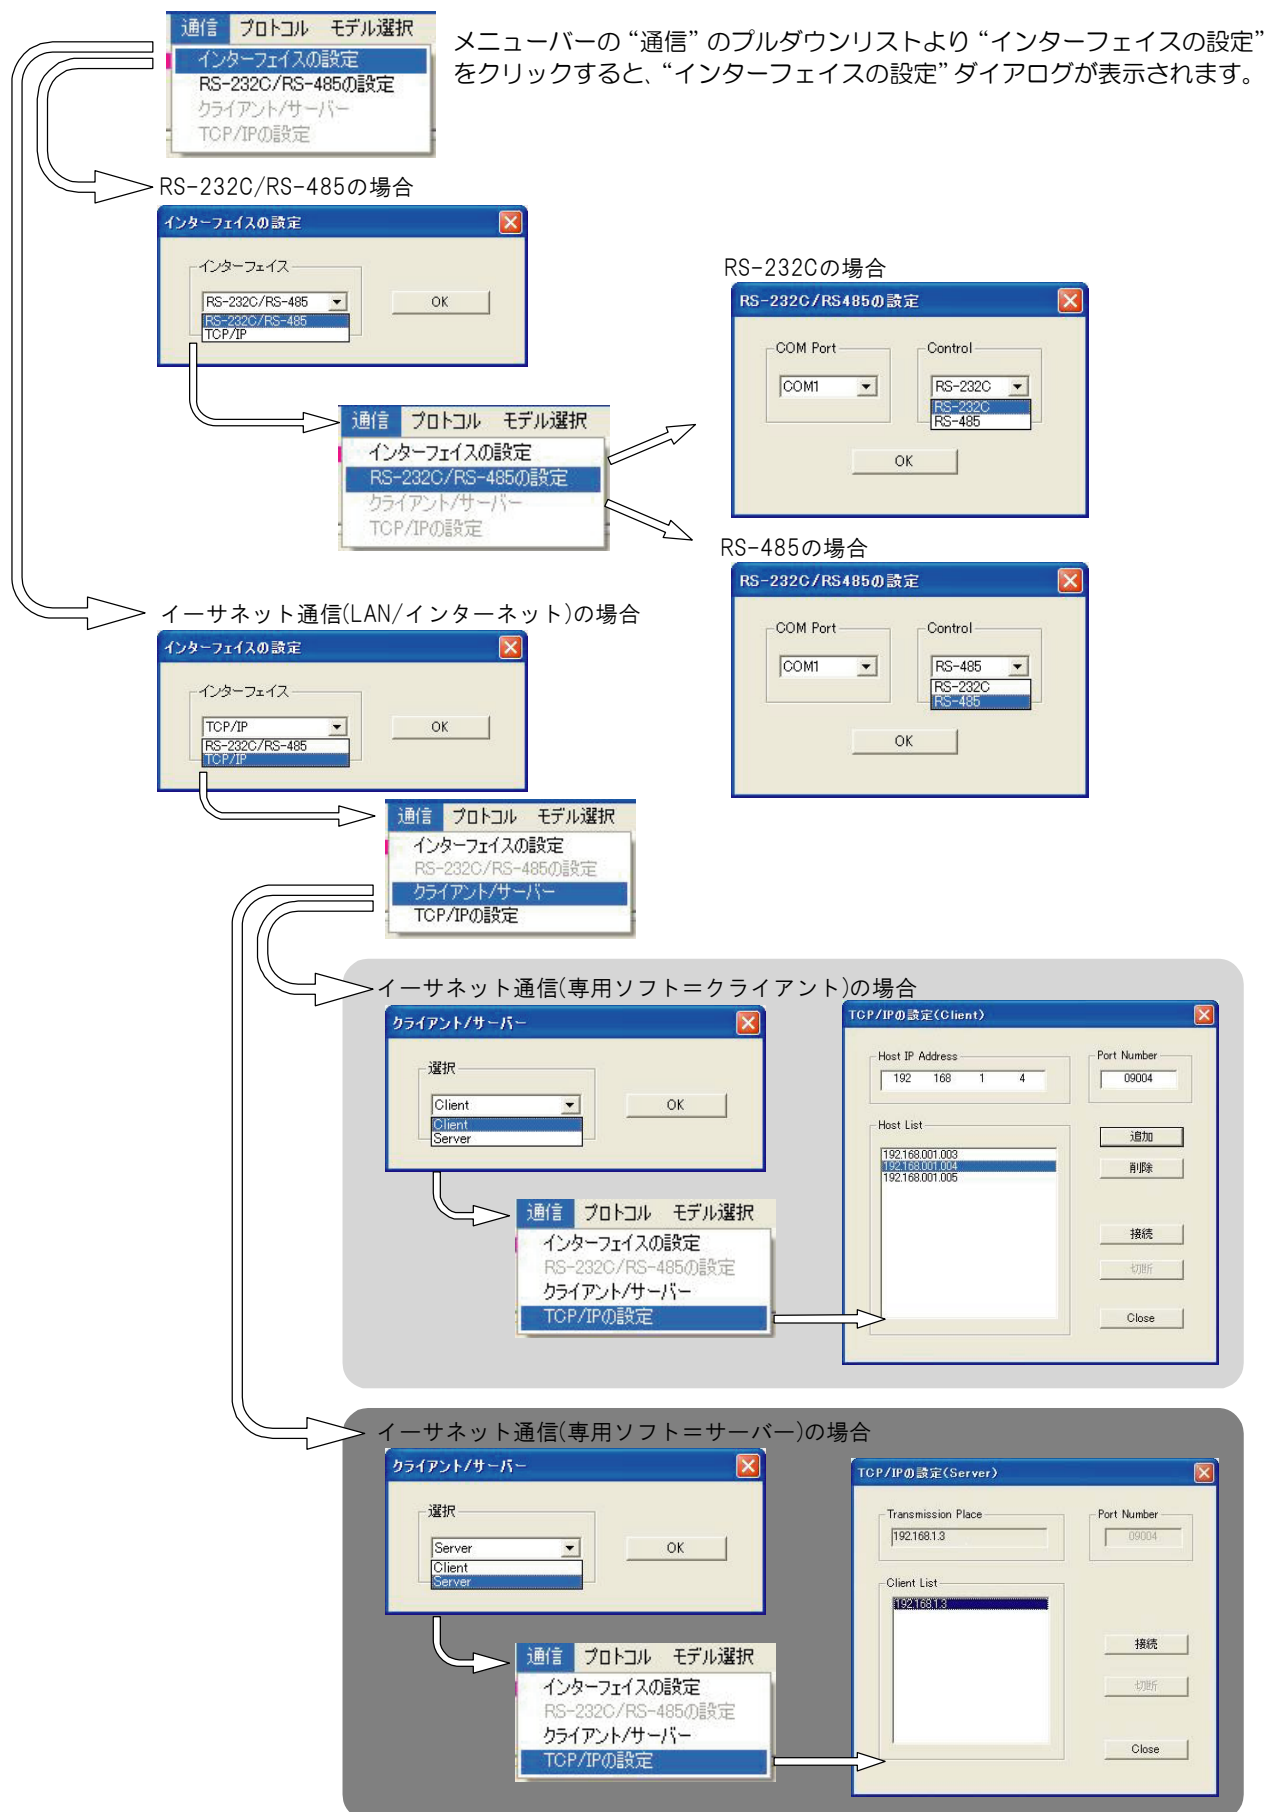 通信 プロトコル モデル選択
インターフェイスの設定
RS-232C/RS-485の設定
クライアント/サーバー
TCP/IPの設定
メニューバーの“通信”のプルダウンリストより“インターフェイスの設定”
をクリックすると、“インターフェイスの設定”ダイアログが表示されます。
RS-232C/RS-485の場合
インターフェイスの設定
インターフェイス
RS-232C/RS-485
OK
RS-232C/RS-485
TCP/IP
通信 プロトコル モデル選択
インターフェイスの設定
RS-232C/RS-485の設定
クライアント/サーバー
TCP/IPの設定
RS-232Cの場合
RS-232C/RS485の設定
COM Port
Control
COM1
RS-232C
RS-232C
RS-485
OK
RS-485の場合
RS-232C/RS485の設定
COM Port
Control
COM1
RS-485
RS-232C
RS-485
OK
イーサネット通信(LAN/インターネット)の場合
インターフェイスの設定
インターフェイス
TCP/IP
OK
RS-232C/RS-485
TCP/IP
通信 プロトコル モデル選択
インターフェイスの設定
RS-232C/RS-485の設定
クライアント/サーバー
TCP/IPの設定
イーサネット通信(専用ソフト＝クライアント)の場合
クライアント/サーバー
選択
Client
OK
Client
Server
通信 プロトコル モデル選択
インターフェイスの設定
RS-232C/RS-485の設定
クライアント/サーバー
TCP/IPの設定
TCP/IPの設定(Client)
Host IP Address
Port Number
192 168 1 4
09004
Host List
追加
192.168.001.003
192.168.001.004
192.168.001.005
削除
接続
切断
Close
イーサネット通信(専用ソフト＝サーバー)の場合
クライアント/サーバー
選択
Server
OK
Client
Server
通信 プロトコル モデル選択
インターフェイスの設定
RS-232C/RS-485の設定
クライアント/サーバー
TCP/IPの設定
TCP/IPの設定(Server)
Transmission Place
Port Number
192.168.1.3
09004
Client List
192.168.1.3
接続
切断
Close